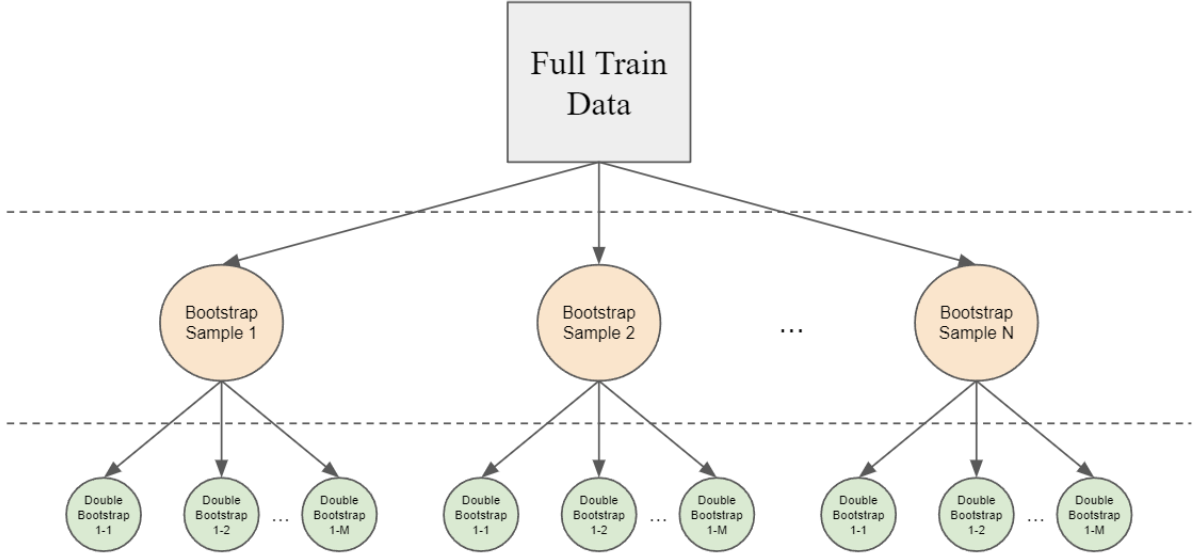 Full Train
Data
Bootstrap
Sample 1
Bootstrap
Sample 2
...
Bootstrap
Sample N
Double
Bootstrap
1-1
Double
Bootstrap
1-2
...
Double
Bootstrap
1-M
Double
Bootstrap
1-1
Double
Bootstrap
1-2
...
Double
Bootstrap
1-M
Double
Bootstrap
1-1
Double
Bootstrap
1-2
...
Double
Bootstrap
1-M